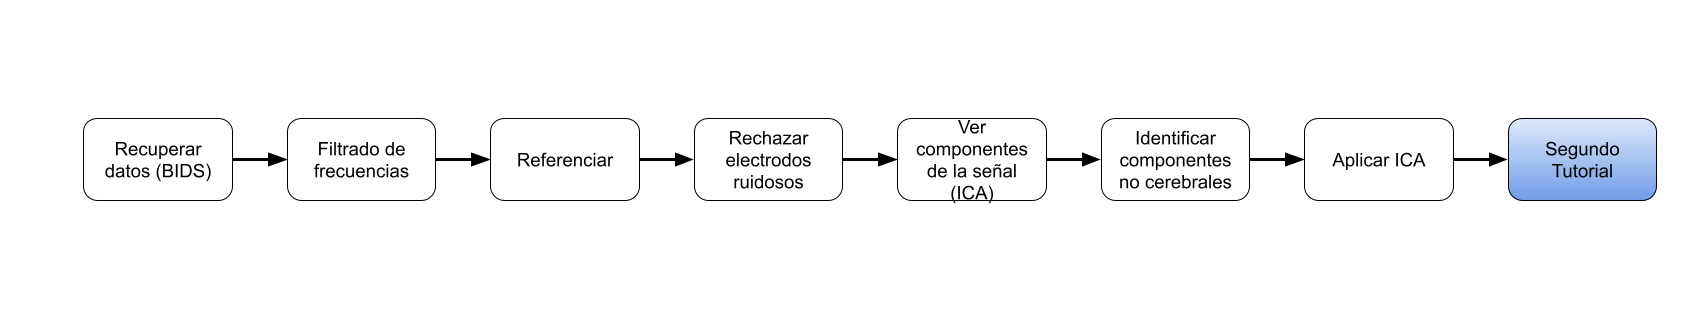 Recuperar
datos (BIDS)
Filtrado de
frecuencias
Referenciar
Rechazar
electrodos
ruidosos
Ver
componentes
de la señal
(ICA)
Identificar
componentes
no cerebrales
Aplicar ICA
Segundo
Tutorial